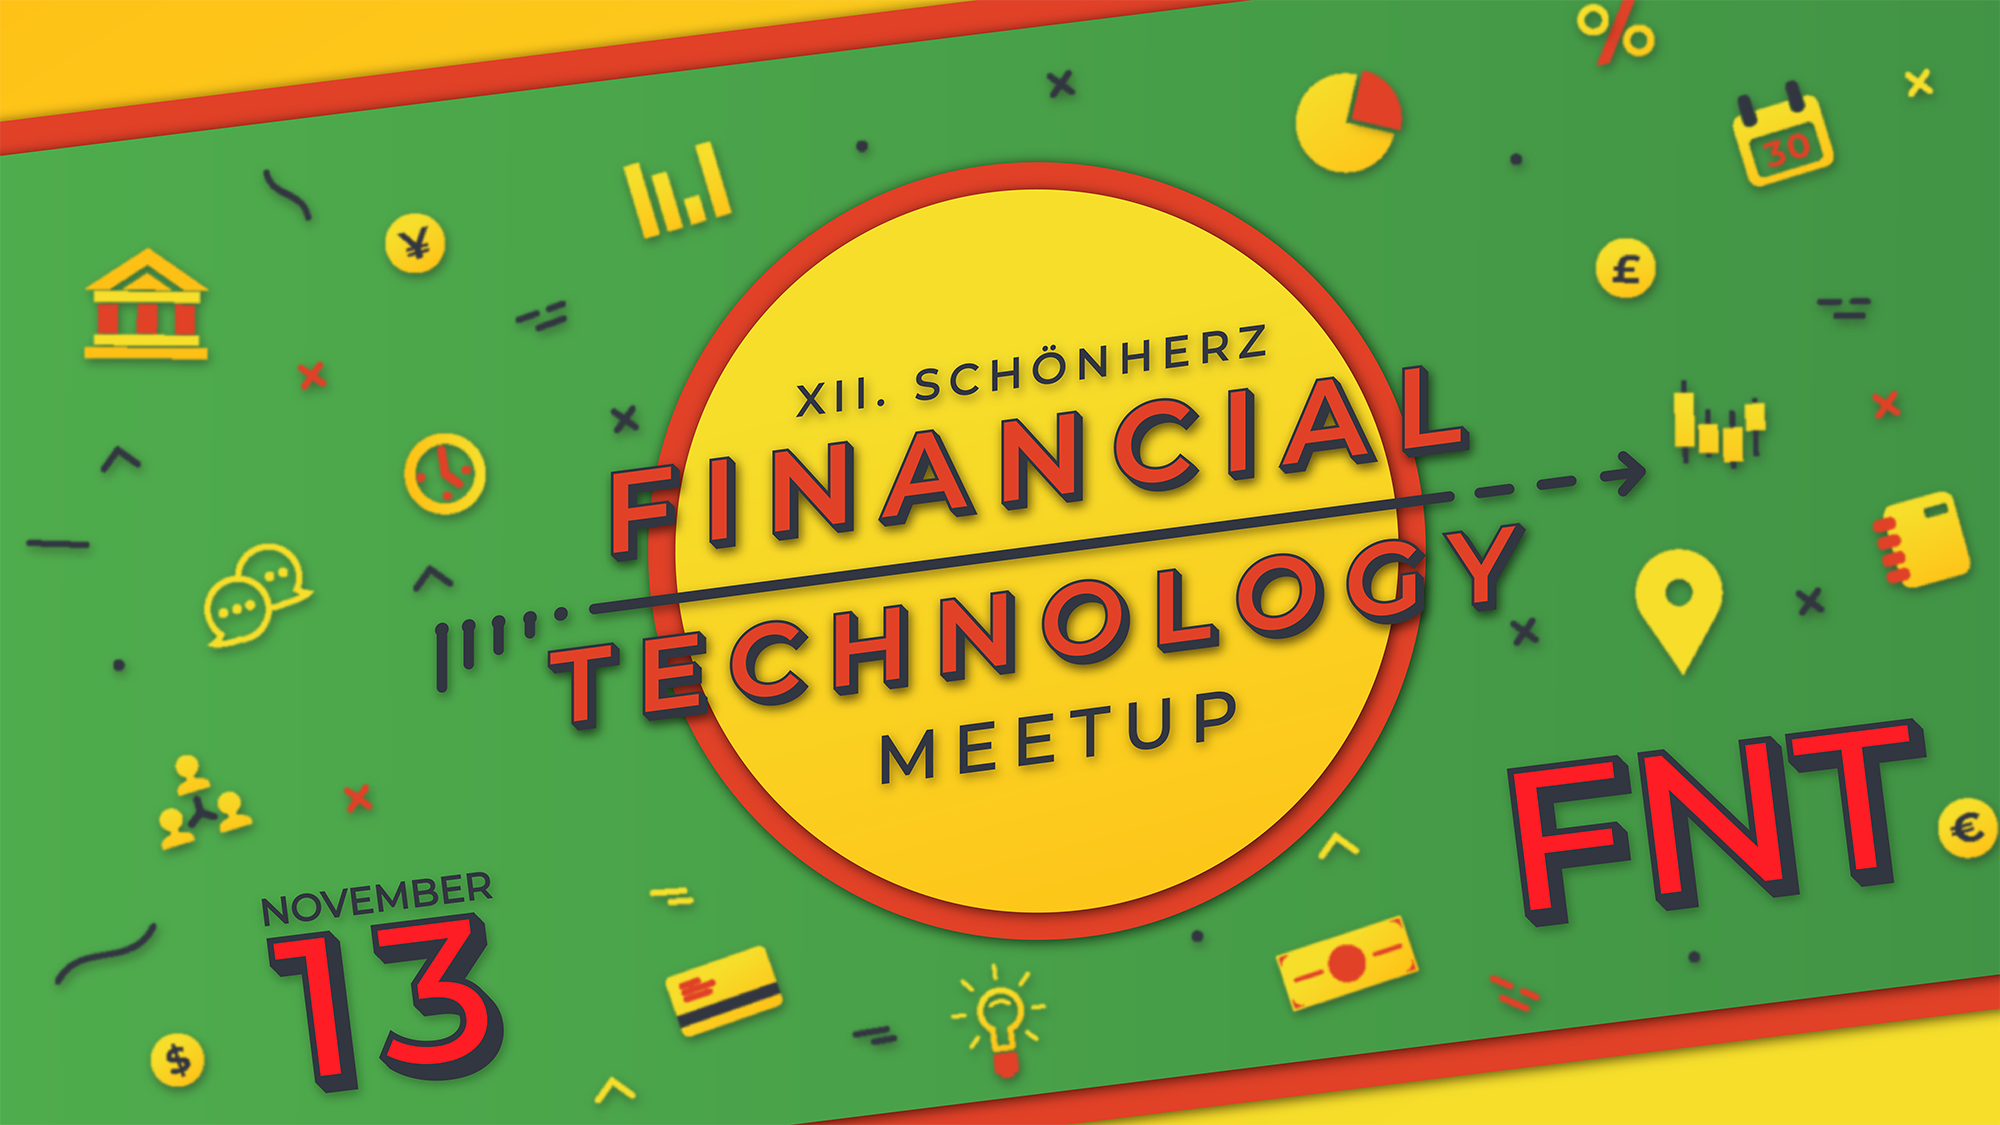 %
30
¥
£
XII. SCHÖNHERZ
FINANCIAL
TECHNOLOGY
MEETUP
FNT
€
NOVEMBER
13
$